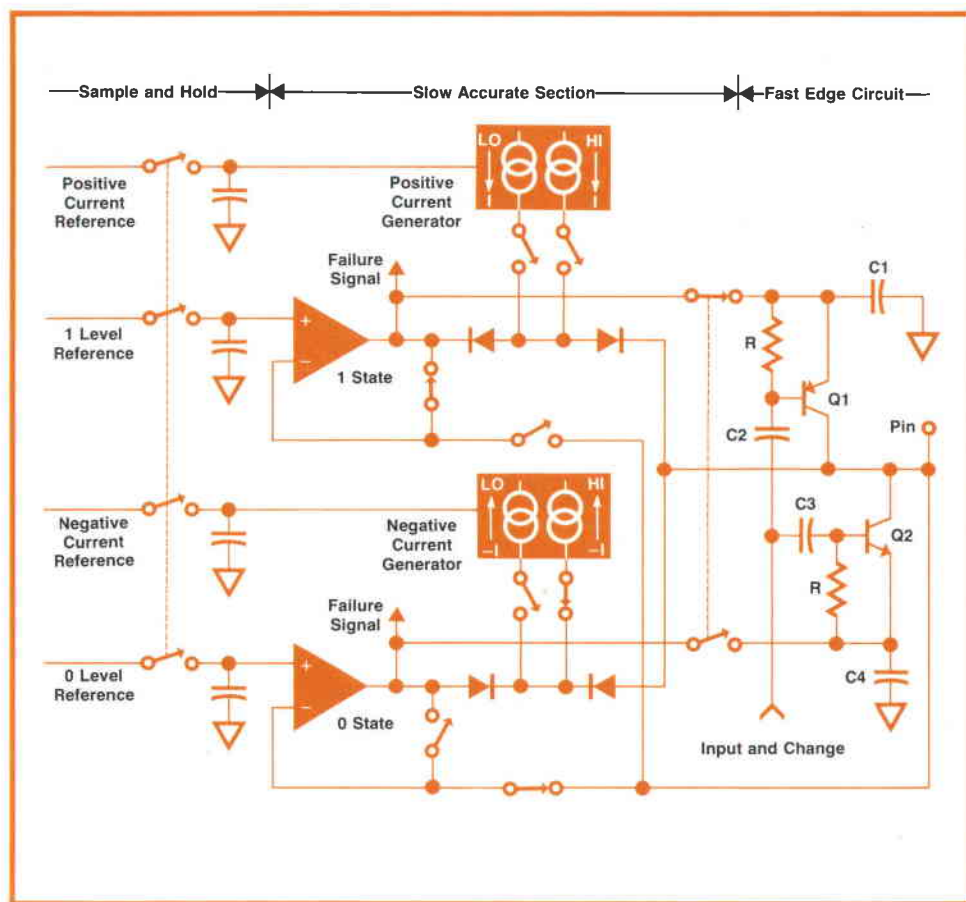 Sample and Hold
Slow Accurate Section
Fast Edge Circuit
LO
HI
I
I
Positive
Current
Reference
Positive
Current
Generator
Failure
Signal
C1
1 Level
Reference
+
−
1 State
R
Q1
C2
Pin
LO
HI
−I
−I
Negative
Current
Reference
Negative
Current
Generator
C3
Q2
R
Failure
Signal
0 Level
Reference
+
−
0 State
C4
Input and Change